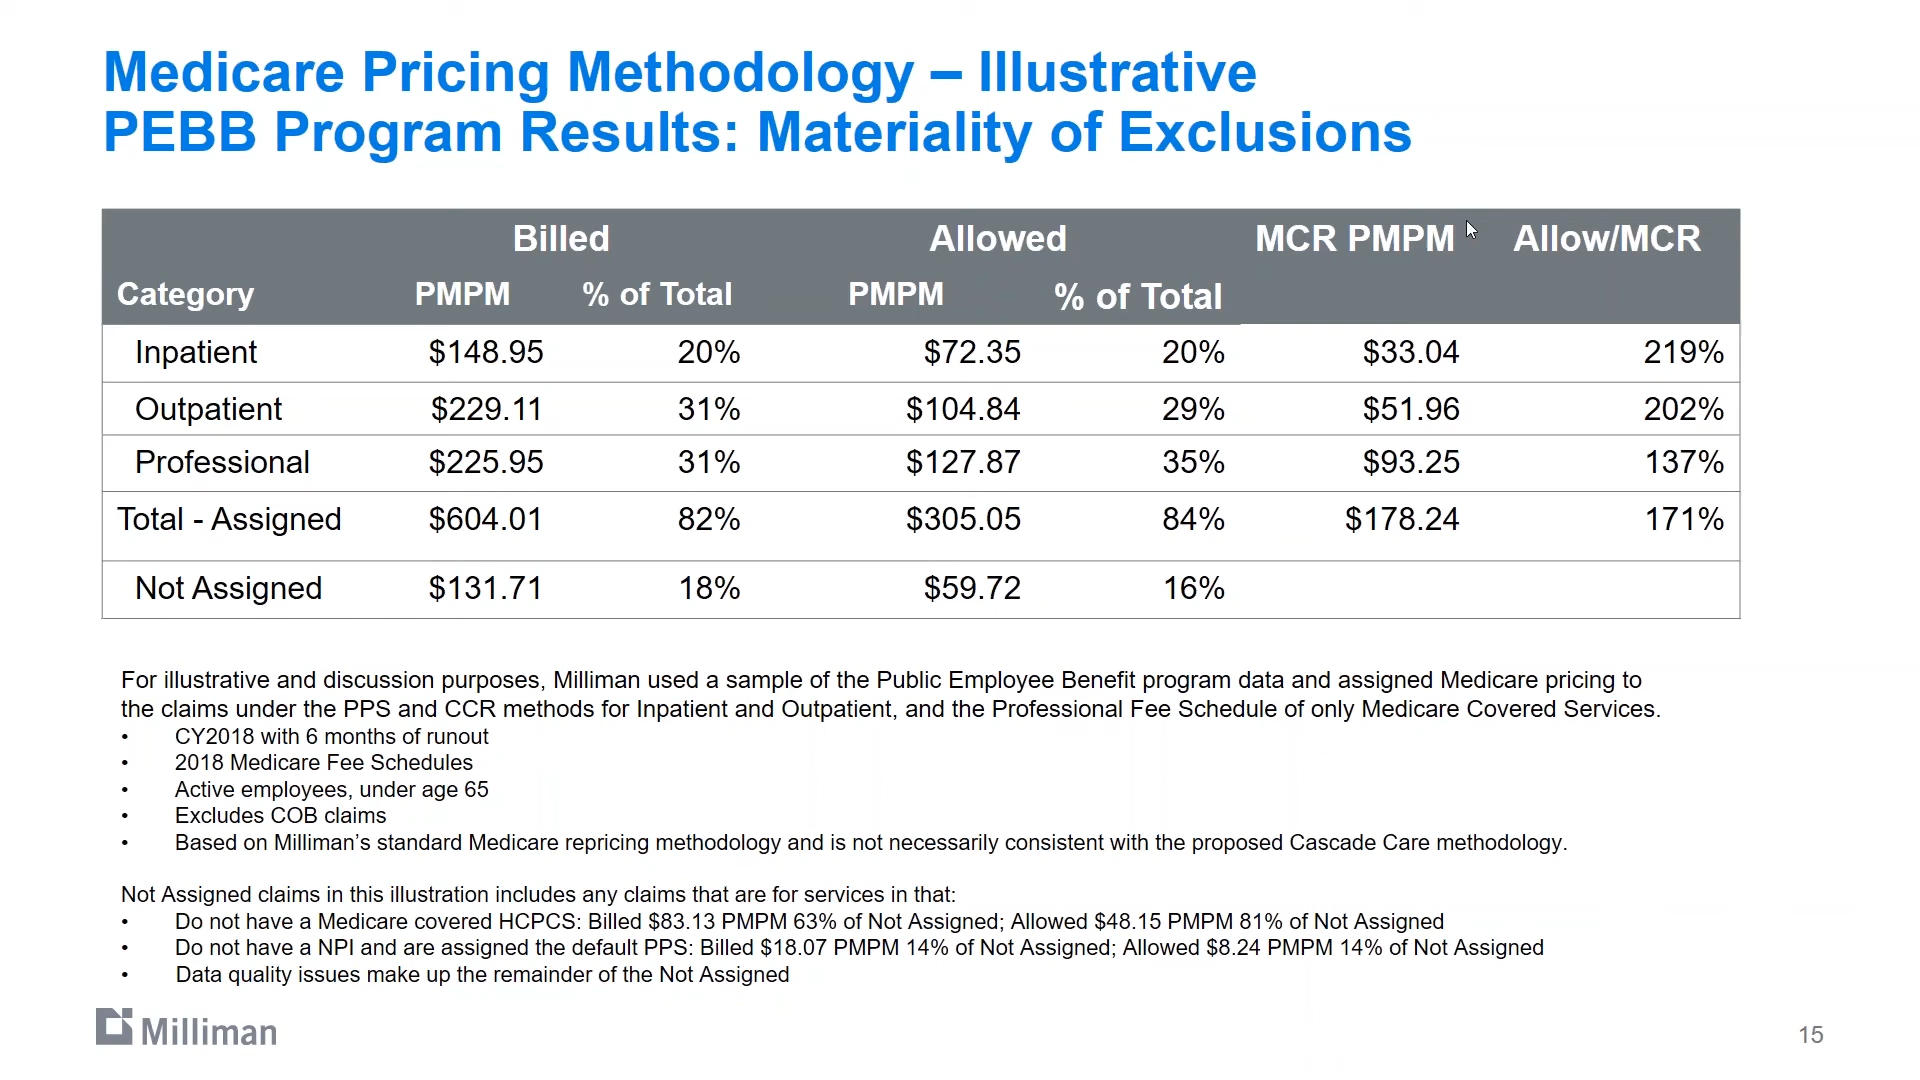 Medicare Pricing Methodology – Illustrative
PEBB Program Results: Materiality of Exclusions
Billed Allowed MCR PMPM Allow/MCR
Category PMPM % of Total PMPM % of Total
Inpatient $148.95 20% $72.35 20% $33.04 219%
Outpatient $229.11 31% $104.84 29% $51.96 202%
Professional $225.95 31% $127.87 35% $93.25 137%
Total - Assigned $604.01 82% $305.05 84% $178.24 171%
Not Assigned $131.71 18% $59.72 16%
For illustrative and discussion purposes, Milliman used a sample of the Public Employee Benefit program data and assigned Medicare pricing to
the claims under the PPS and CCR methods for Inpatient and Outpatient, and the Professional Fee Schedule of only Medicare Covered Services.
• CY2018 with 6 months of runout
• 2018 Medicare Fee Schedules
• Active employees, under age 65
• Excludes COB claims
• Based on Milliman’s standard Medicare repricing methodology and is not necessarily consistent with the proposed Cascade Care methodology.
Not Assigned claims in this illustration includes any claims that are for services in that:
• Do not have a Medicare covered HCPCS: Billed $83.13 PMPM 63% of Not Assigned; Allowed $48.15 PMPM 81% of Not Assigned
• Do not have a NPI and are assigned the default PPS: Billed $18.07 PMPM 14% of Not Assigned; Allowed $8.24 PMPM 14% of Not Assigned
• Data quality issues make up the remainder of the Not Assigned
Milliman
15